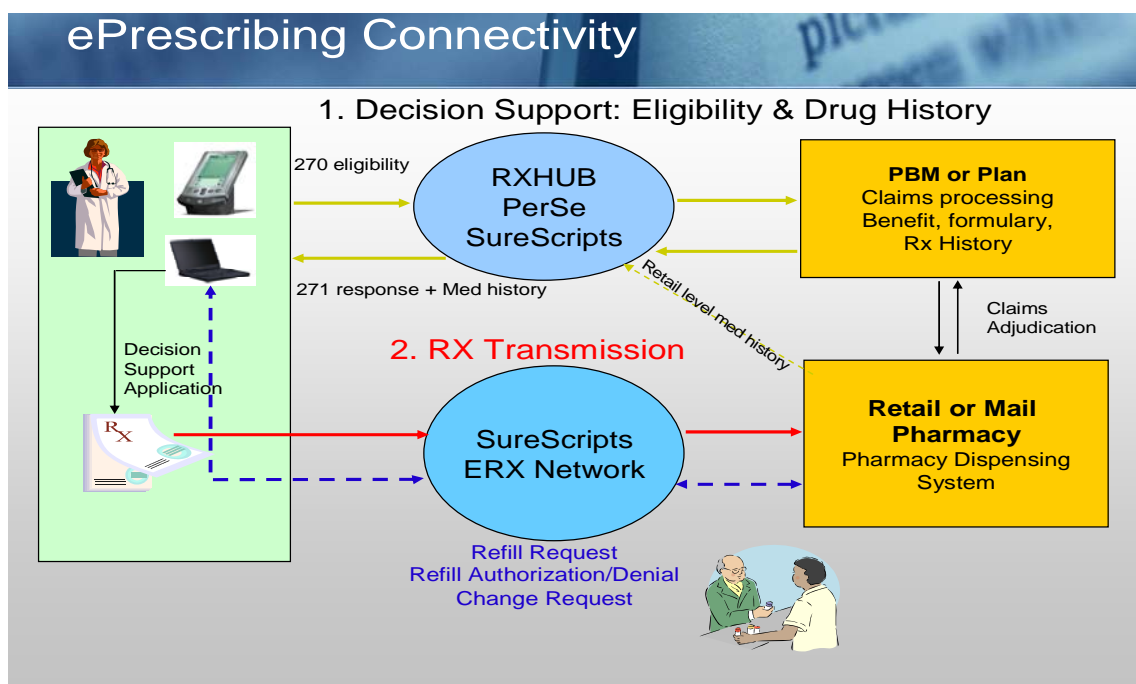 ePrescribing Connectivity
1. Decision Support: Eligibility & Drug History
270 eligibility
RXHUB
PerSe
SureScripts
PBM or Plan
Claims processing
Benefit, formulary,
Rx History
271 response + Med history
Retail level med history
Claims
Adjudication
Decision
Support
Application
2. RX Transmission
RX
SureScripts
ERX Network
Retail or Mail
Pharmacy
Pharmacy Dispensing
System
Refill Request
Refill Authorization/Denial
Change Request